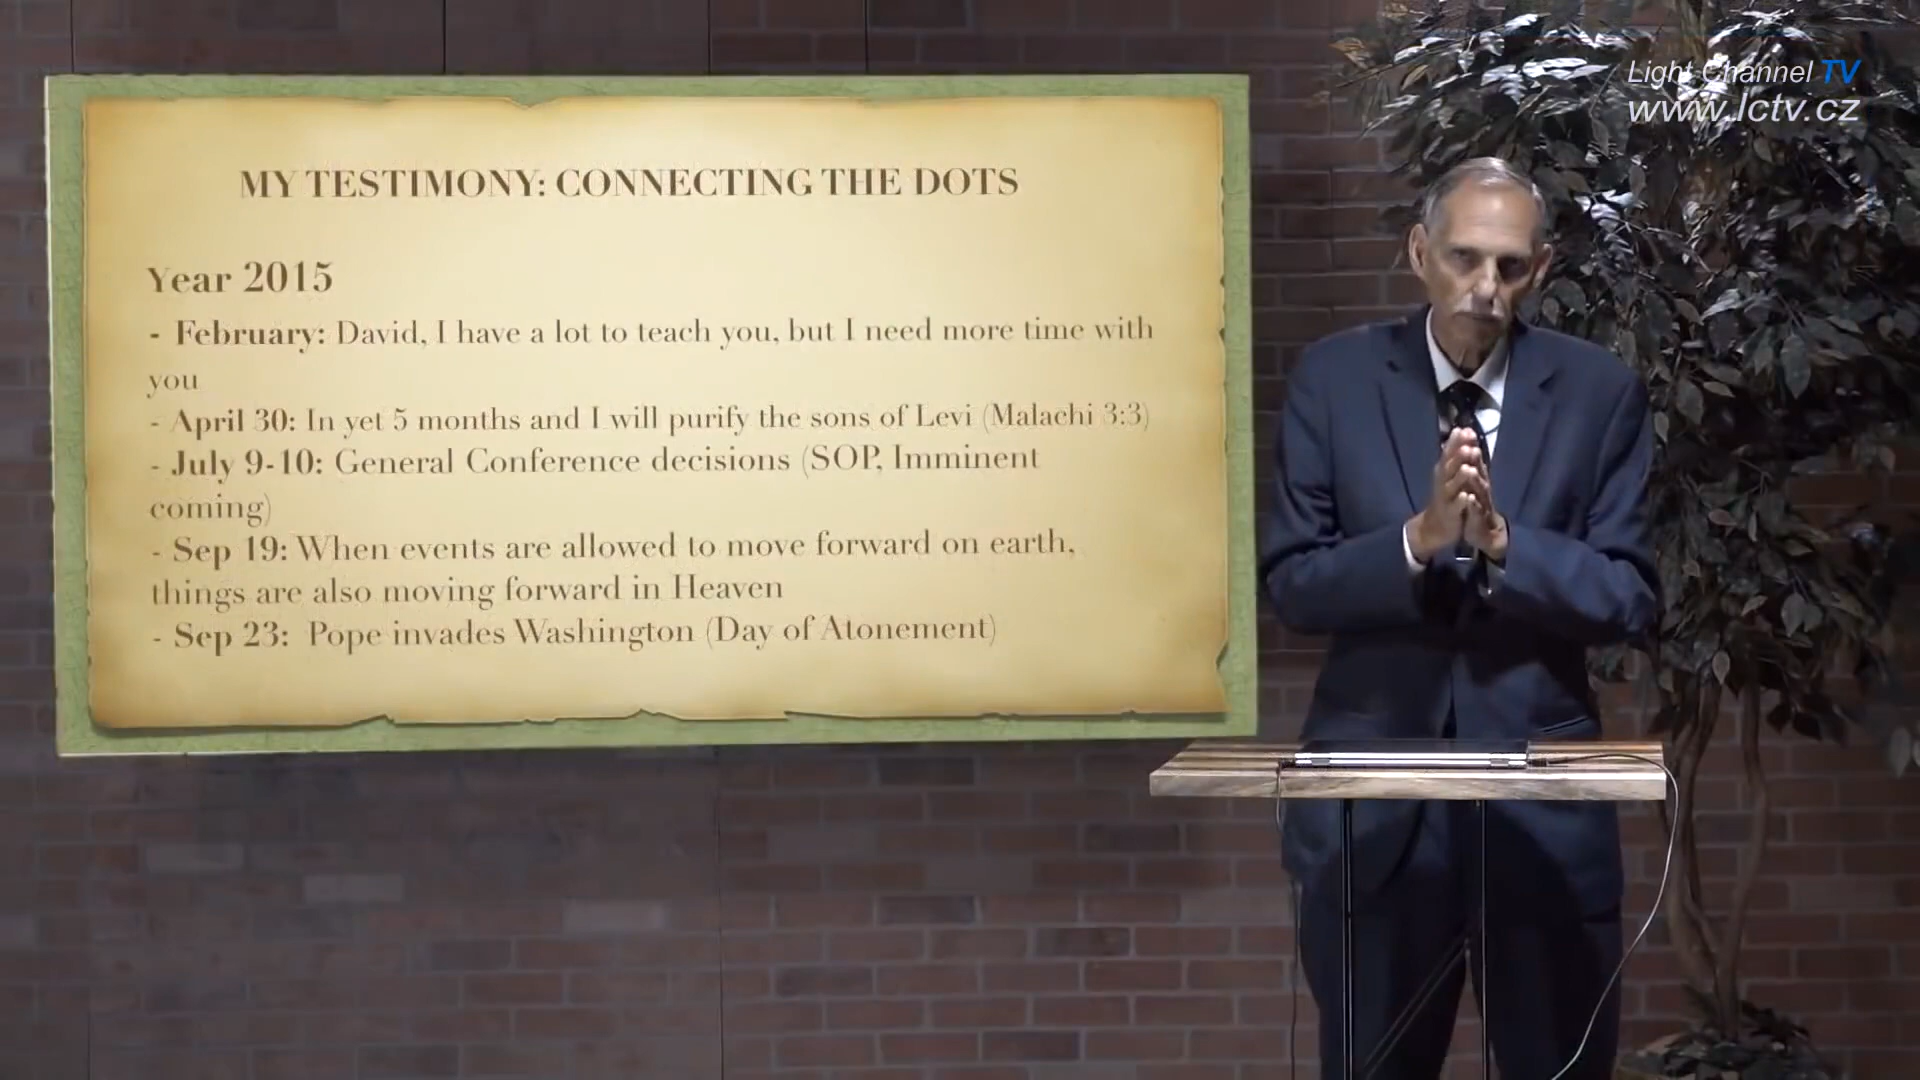 Light Channel TV
www.lctv.cz
MY TESTIMONY: CONNECTING THE DOTS
Year 2015
- February: David, I have a lot to teach you, but I need more time with
you
- April 30: In yet 5 months and I will purify the sons of Levi (Malachi 3:3)
- July 9-10: General Conference decisions (SOP, Imminent
coming)
- Sep 19: When events are allowed to move forward on earth,
things are also moving forward in Heaven
- Sep 23: Pope invades Washington (Day of Atonement)